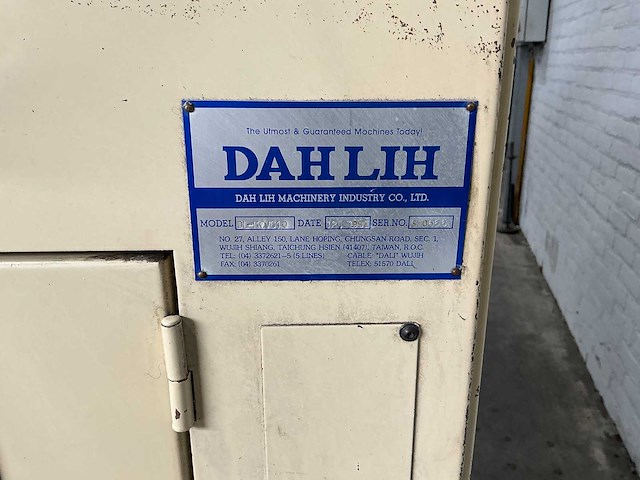 The Utmost & Guaranteed Machines Today!
DAH LIH
DAH LIH MACHINERY INDUSTRY CO., LTD.
MODEL DATE SER.NO.
NO. 27, ALLEY 150, LANE HOPING, CHUNGSAN ROAD, SEC. 1,
WUJIH SHIANG, TAICHUNG HSIEN (41407), TAIWAN, R.O.C.
TEL: (04) 3372621-5 (5 LINES) CABLE: "DALI" WUJIH
FAX: (04) 3370261 TELEX: 51570 DALI